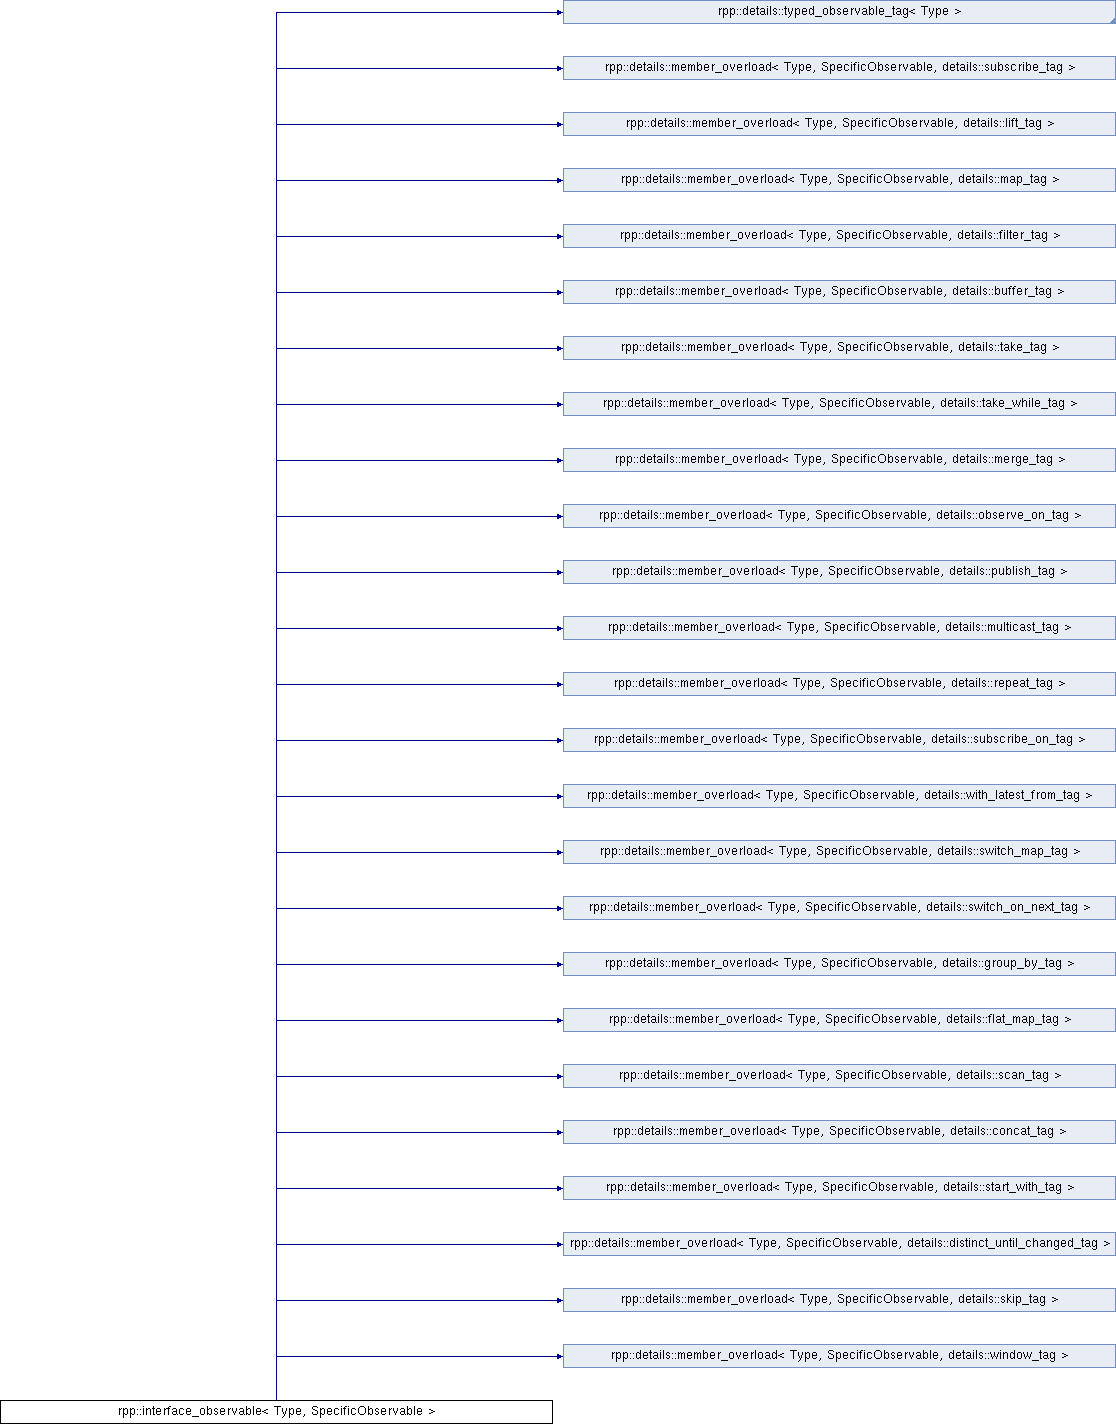 rpp::details::typed_observable_tag< Type >
rpp::details::member_overload< Type, SpecificObservable, details::subscribe_tag >
rpp::details::member_overload< Type, SpecificObservable, details::lift_tag >
rpp::details::member_overload< Type, SpecificObservable, details::map_tag >
rpp::details::member_overload< Type, SpecificObservable, details::filter_tag >
rpp::details::member_overload< Type, SpecificObservable, details::buffer_tag >
rpp::details::member_overload< Type, SpecificObservable, details::take_tag >
rpp::details::member_overload< Type, SpecificObservable, details::take_while_tag >
rpp::details::member_overload< Type, SpecificObservable, details::merge_tag >
rpp::details::member_overload< Type, SpecificObservable, details::observe_on_tag >
rpp::details::member_overload< Type, SpecificObservable, details::publish_tag >
rpp::details::member_overload< Type, SpecificObservable, details::multicast_tag >
rpp::details::member_overload< Type, SpecificObservable, details::repeat_tag >
rpp::details::member_overload< Type, SpecificObservable, details::subscribe_on_tag >
rpp::details::member_overload< Type, SpecificObservable, details::with_latest_from_tag >
rpp::details::member_overload< Type, SpecificObservable, details::switch_map_tag >
rpp::details::member_overload< Type, SpecificObservable, details::switch_on_next_tag >
rpp::details::member_overload< Type, SpecificObservable, details::group_by_tag >
rpp::details::member_overload< Type, SpecificObservable, details::flat_map_tag >
rpp::details::member_overload< Type, SpecificObservable, details::scan_tag >
rpp::details::member_overload< Type, SpecificObservable, details::concat_tag >
rpp::details::member_overload< Type, SpecificObservable, details::start_with_tag >
rpp::details::member_overload< Type, SpecificObservable, details::distinct_until_changed_tag >
rpp::details::member_overload< Type, SpecificObservable, details::skip_tag >
rpp::details::member_overload< Type, SpecificObservable, details::window_tag >
rpp::interface_observable< Type, SpecificObservable >